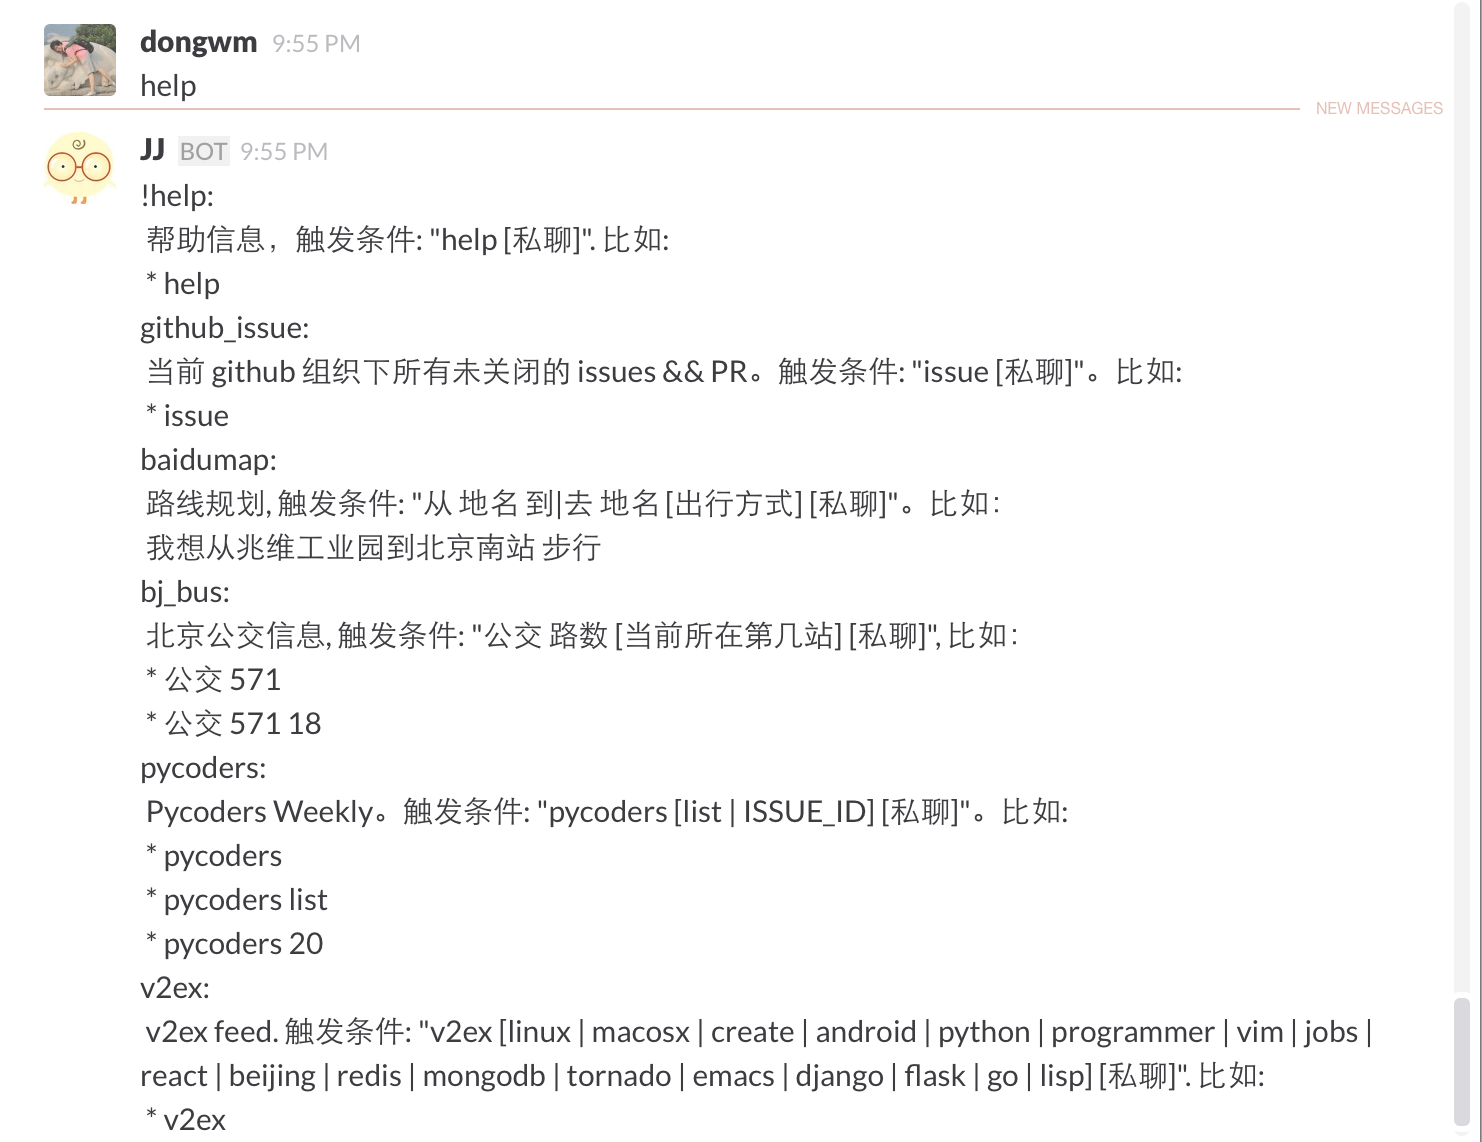 dongwm 9:55 PM
help
NEW MESSAGES
JJ BOT 9:55 PM
!help:
帮助信息，触发条件: "help [私聊]". 比如:
* help
github_issue:
当前 github 组织下所有未关闭的 issues && PR。触发条件: "issue [私聊]"。比如:
* issue
baidumap:
路线规划, 触发条件: "从 地名 到|去 地名 [出行方式] [私聊]"。比如：
我想从兆维工业园到北京南站 步行
bj_bus:
北京公交信息, 触发条件: "公交 路数 [当前所在第几站] [私聊]", 比如：
* 公交 571
* 公交 571 18
pycoders:
Pycoders Weekly。触发条件: "pycoders [list | ISSUE_ID] [私聊]"。比如:
* pycoders
* pycoders list
* pycoders 20
v2ex:
v2ex feed. 触发条件: "v2ex [linux | macosx | create | android | python | programmer | vim | jobs |
react | beijing | redis | mongodb | tornado | emacs | django | flask | go | lisp] [私聊]". 比如:
* v2ex